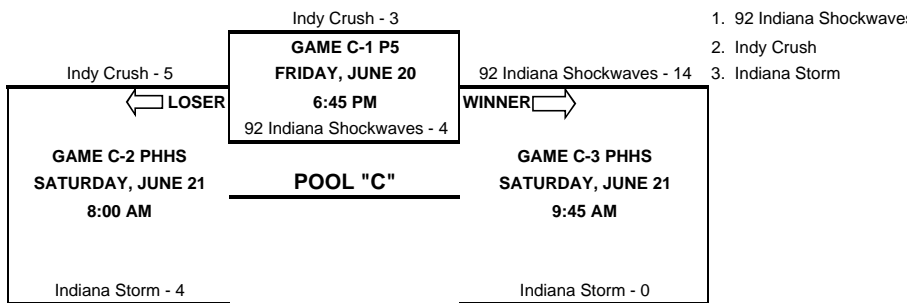 Indy Crush - 3
1. 92 Indiana Shockwaves
GAME C-1 P5
2. Indy Crush
Indy Crush - 5
FRIDAY, JUNE 20
92 Indiana Shockwaves - 14
3. Indiana Storm
LOSER
6:45 PM
WINNER
92 Indiana Shockwaves - 4
GAME C-2 PHHS
GAME C-3 PHHS
SATURDAY, JUNE 21
POOL "C"
SATURDAY, JUNE 21
8:00 AM
9:45 AM
Indiana Storm - 4
Indiana Storm - 0